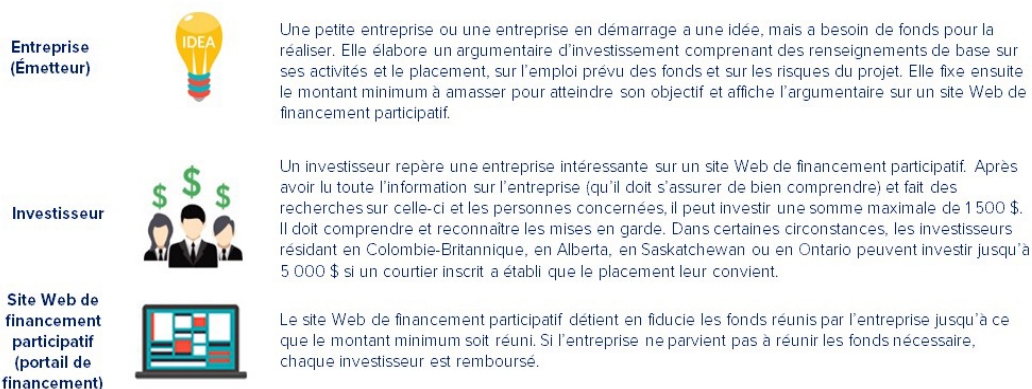 Entreprise
(Émetteur)
IDEA
Une petite entreprise ou une entreprise en démarrage a une idée, mais a besoin de fonds pour la
réaliser. Elle élabore un argumentaire d'investissement comprenant des renseignements de base sur
ses activités et le placement, sur l'emploi prévu des fonds et sur les risques du projet. Elle fixe ensuite
le montant minimum à amasser pour atteindre son objectif et affiche l'argumentaire sur un site Web de
financement participatif.
Investisseur
$ $ $
Un investisseur repère une entreprise intéressante sur un site Web de financement participatif. Après
avoir lu toute l'information sur l'entreprise (qu'il doit s'assurer de bien comprendre) et fait des
recherches sur celle-ci et les personnes concernées, il peut investir une somme maximale de 1 500 $.
Il doit comprendre et reconnaître les mises en garde. Dans certaines circonstances, les investisseurs
résidant en Colombie-Britannique, en Alberta, en Saskatchewan ou en Ontario peuvent investir jusqu'à
5 000 $ si un courtier inscrit a établi que le placement leur convient.
Site Web de
financement
participatif
(portail de
financement)
Le site Web de financement participatif détient en fiducie les fonds réunis par l'entreprise jusqu'à ce
que le montant minimum soit réuni. Si l'entreprise ne parvient pas à réunir les fonds nécessaire,
chaque investisseur est remboursé.